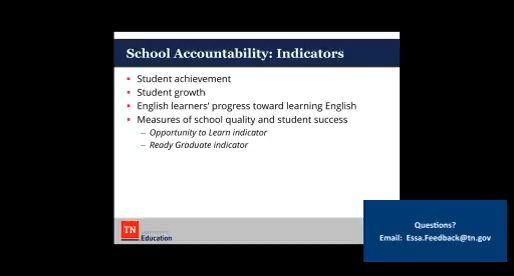 School Accountability: Indicators
Student achievement
Student growth
English learners' progress toward learning English
Measures of school quality and student success
– Opportunity to Learn indicator
– Ready Graduate indicator
TN
Education
Questions?
Email: Essa.Feedback@tn.gov